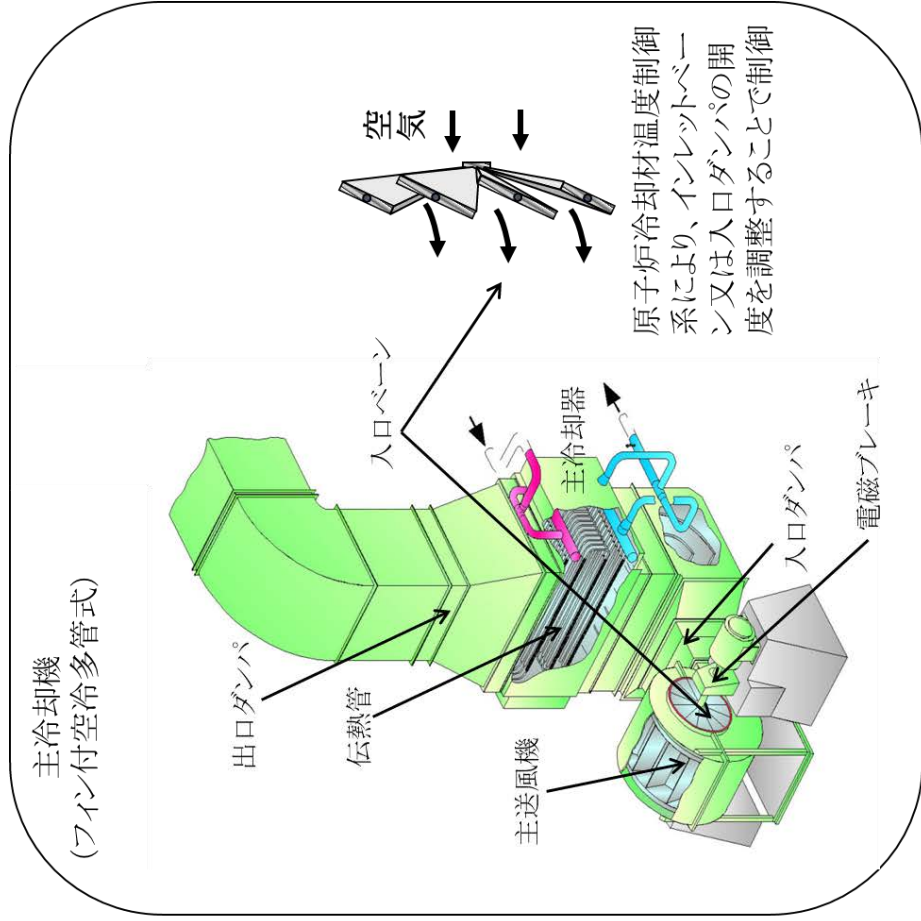 主冷却機
(フィン付空冷多管式)
出口ダンパ
伝熱管
主送風機
入口ベーン
主冷却器
入口ダンパ
電磁ブレーキ
空気
原子炉冷却材温度制御
系により、インレットベー
ン又は入口ダンパの開
度を調整することで制御